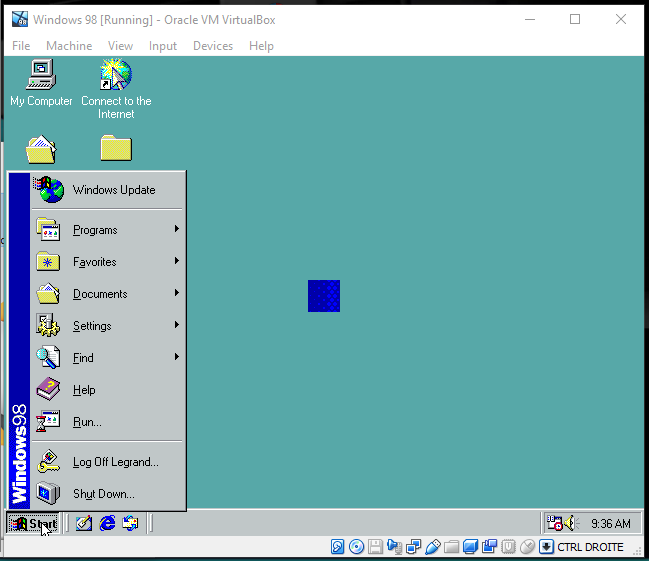 Windows 98 [Running] - Oracle VM VirtualBox
File Machine View Input Devices Help
My Computer
Connect to the
Internet
Windows Update
Programs
Favorites
Documents
Settings
Find
Help
Run...
Log Off Legrand...
Shut Down...
Windows98
Start
9:36 AM
CTRL DROITE